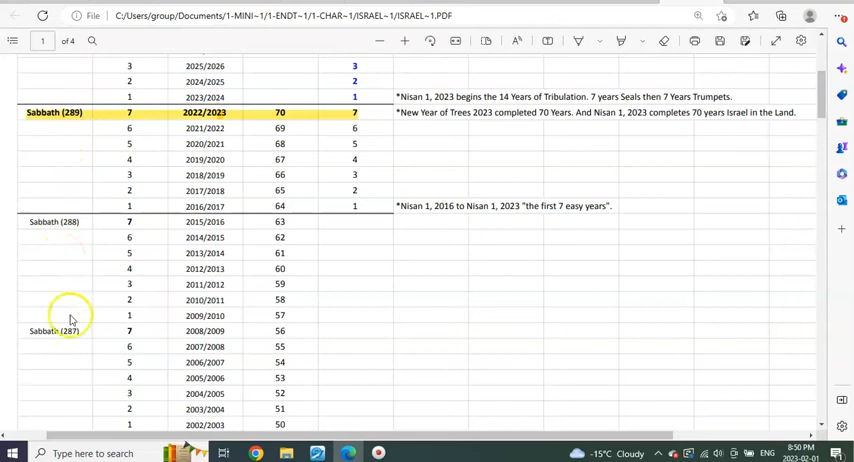 File C:/Users/group/Documents/1-MINI~1/1-ENDT~1/1-CHAR~1/ISRAEL~1/ISRAEL~1.PDF
1 of 4
3 2025/2026 3
2 2024/2025 2
1 2023/2024 1 *Nisan 1, 2023 begins the 14 Years of Tribulation. 7 years Seals then 7 Years Trumpets.
Sabbath (289) 7 2022/2023 70 7 *New Year of Trees 2023 completed 70 Years. And Nisan 1, 2023 completes 70 years Israel in the Land.
6 2021/2022 69 6
5 2020/2021 68 5
4 2019/2020 67 4
3 2018/2019 66 3
2 2017/2018 65 2
1 2016/2017 64 1 *Nisan 1, 2016 to Nisan 1, 2023 "the first 7 easy years".
Sabbath (288) 7 2015/2016 63
6 2014/2015 62
5 2013/2014 61
4 2012/2013 60
3 2011/2012 59
2 2010/2011 58
1 2009/2010 57
Sabbath (287) 7 2008/2009 56
6 2007/2008 55
5 2006/2007 54
4 2005/2006 53
3 2004/2005 52
2 2003/2004 51
1 2002/2003 50
Type here to search
-15°C Cloudy
ENG
8:50 PM
2023-02-01